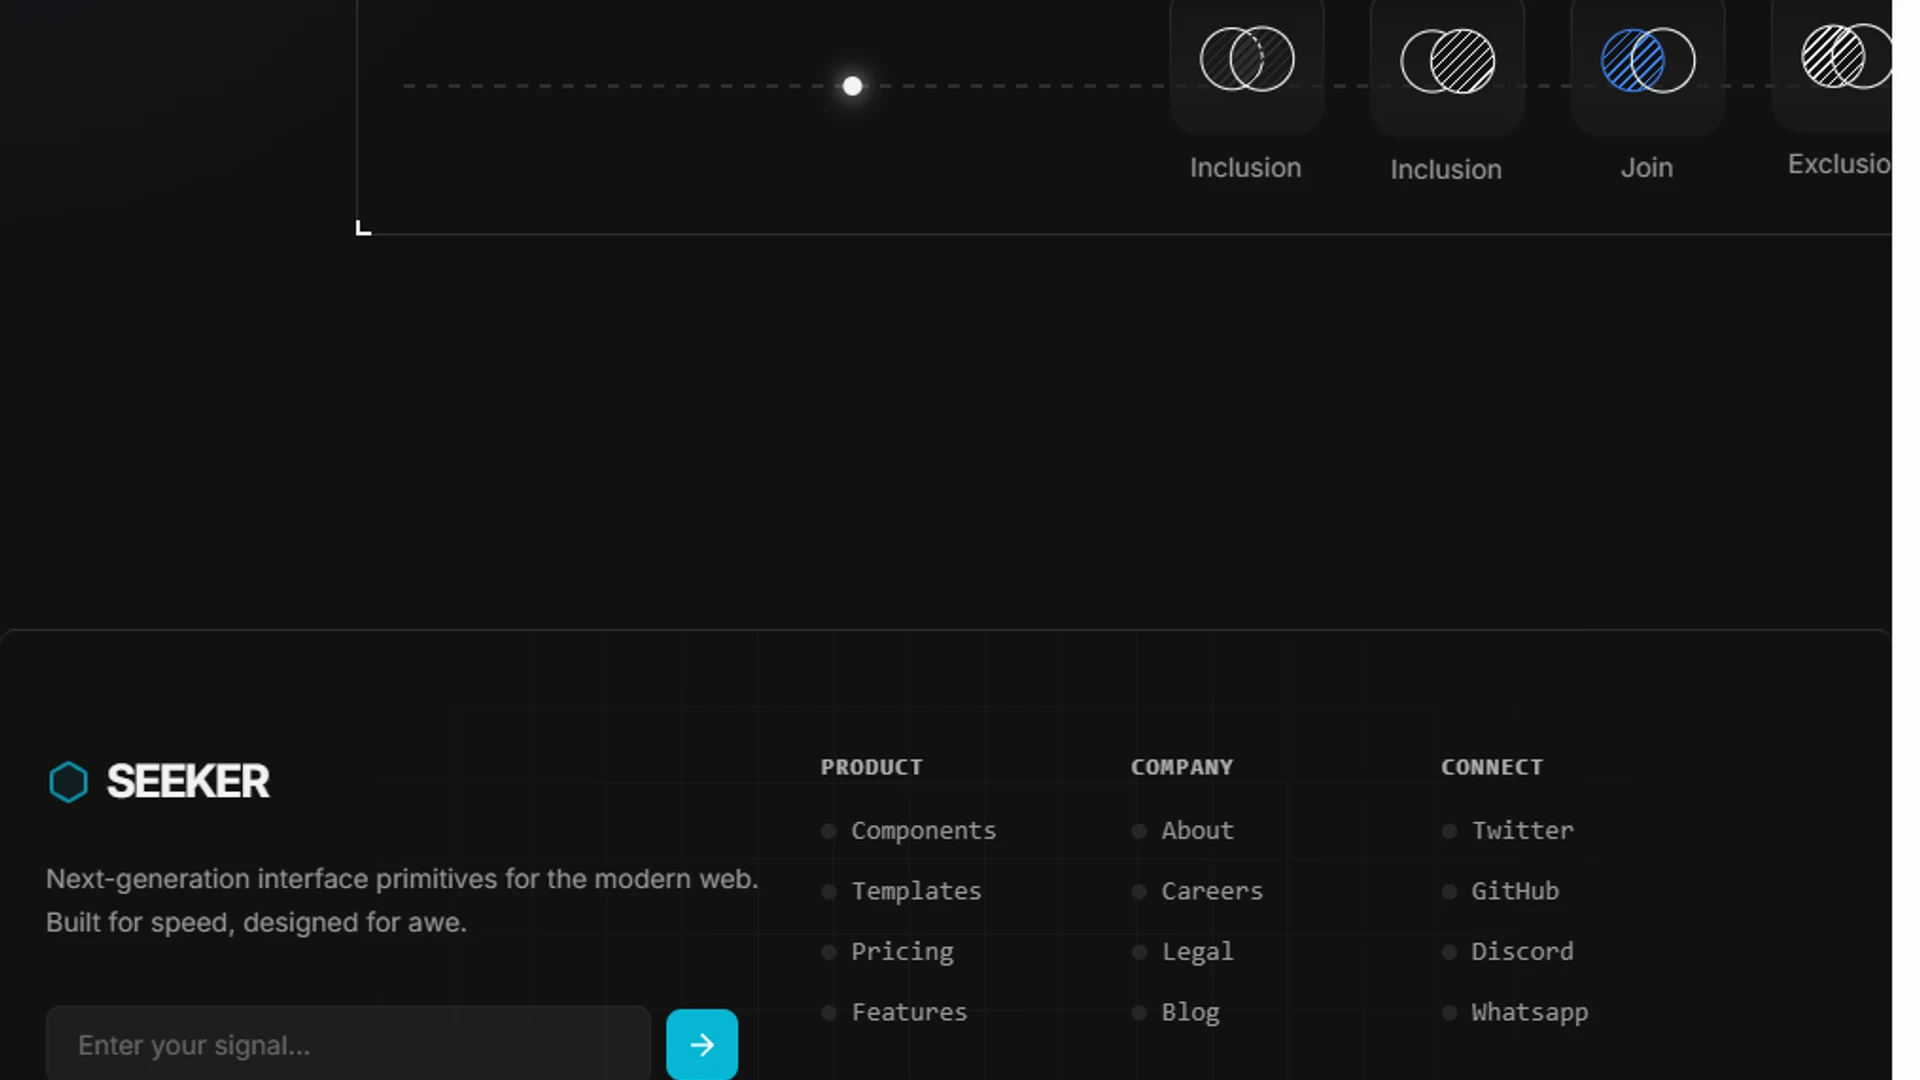 Inclusion
Inclusion
Join
Exclusio
SEEKER
Next-generation interface primitives for the modern web.
Built for speed, designed for awe.
Enter your signal...
PRODUCT
Components
Templates
Pricing
Features
COMPANY
About
Careers
Legal
Blog
CONNECT
Twitter
GitHub
Discord
Whatsapp